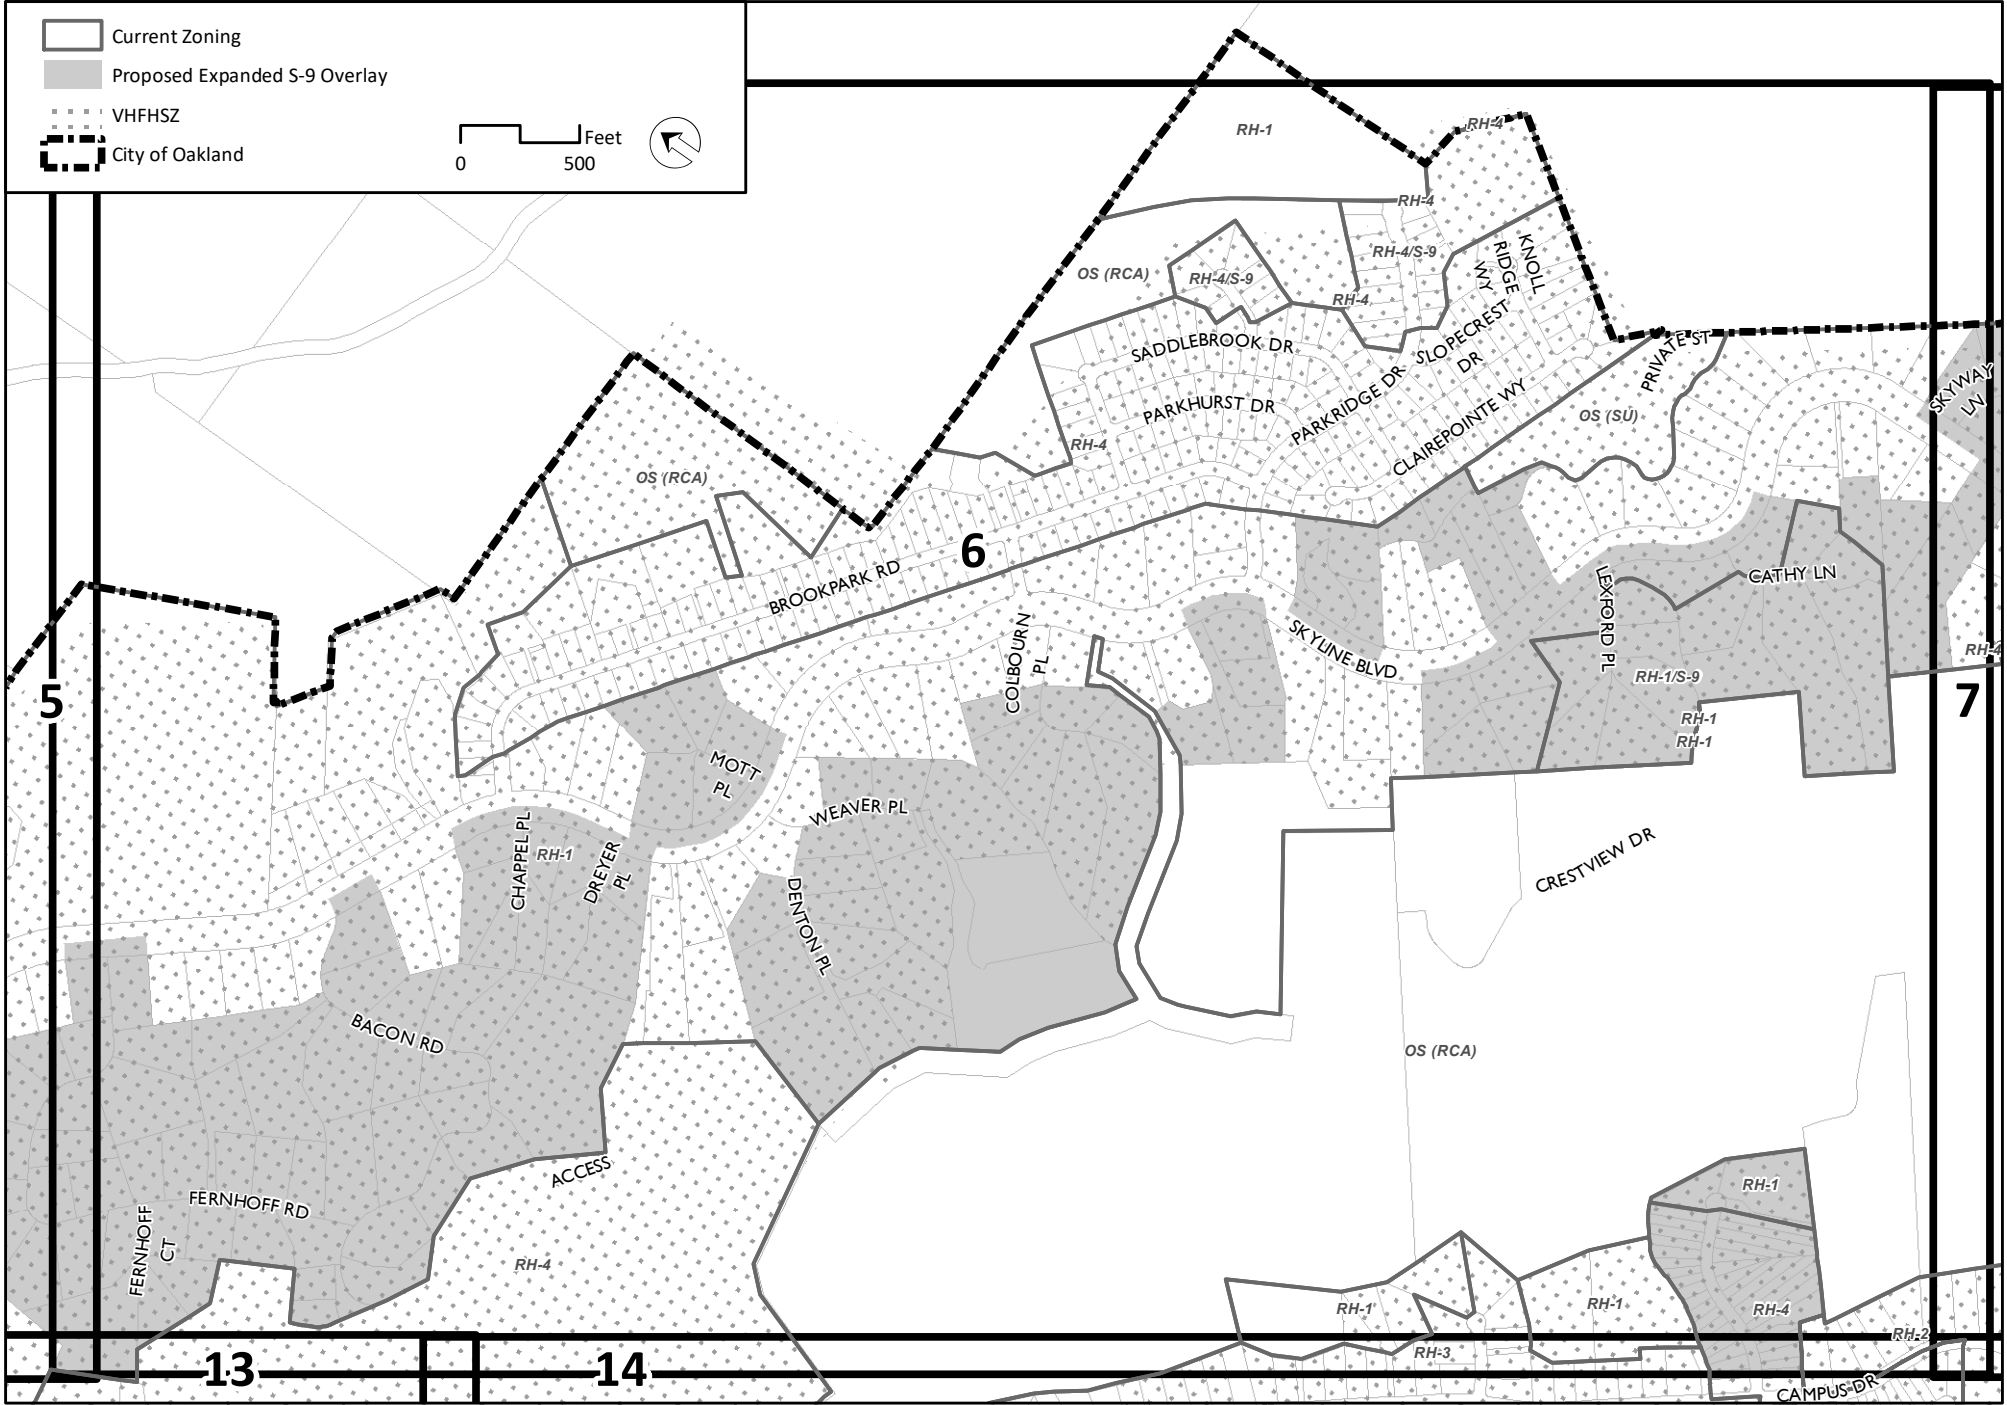 Current Zoning
Proposed Expanded S-9 Overlay
VHFHSZ
City of Oakland
Feet
0
500
RH-1
RH-4
RH-4
RH-4/S-9
KNOLL
RIDGE
WY
OS (RCA)
RH-4/S-9
RH-4
SADDLEBROOK DR
SLOPECREST
DR
PRIVATE ST
PARKHURST DR
PARKRIDGE DR
CLAIREPOINTE WY
OS (SU)
SKYWAY
LN
RH-4
OS (RCA)
6
BROOKPARK RD
CATHY LN
LEXFORD PL
COLBOURN
PL
SKYLINE BLVD
RH-4
RH-1/S-9
5
7
RH-1
RH-1
MOTT
PL
WEAVER PL
CHAPPEL PL
RH-1
DREYER
PL
CRESTVIEW DR
DENTON PL
BACON RD
OS (RCA)
ACCESS
RH-1
FERNHOFF RD
FERNHOFF
CT
RH-4
RH-1
RH-1
RH-4
RH-2
RH-3
13
14
CAMPUS DR